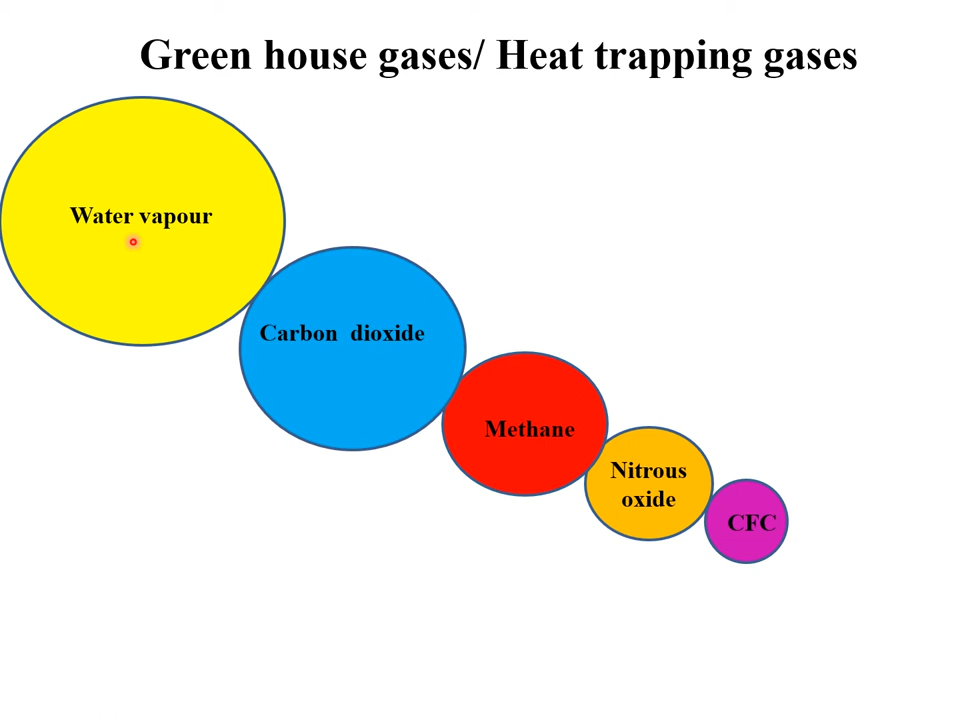 Green house gases/ Heat trapping gases
Water vapour
Carbon dioxide
Methane
Nitrous
oxide
CFC